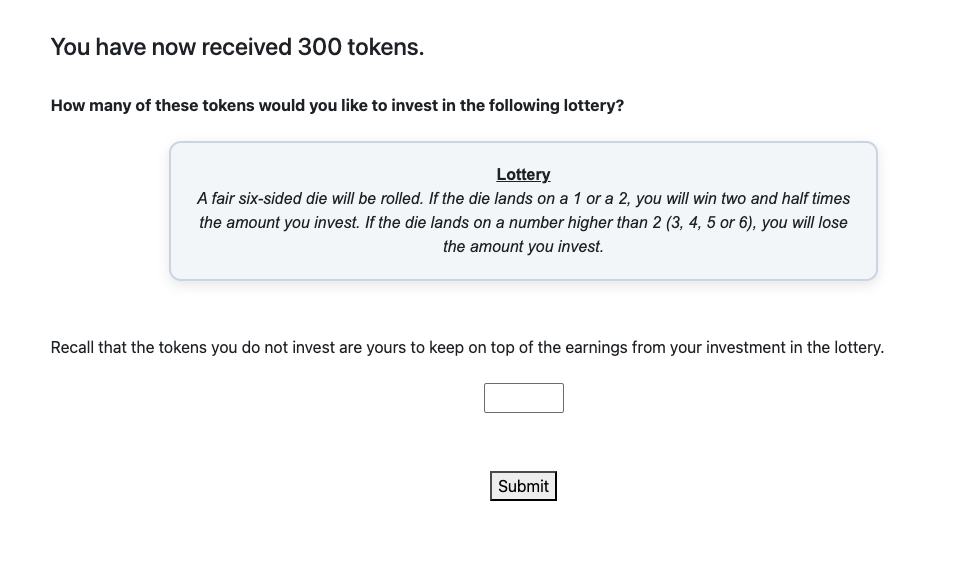 You have now received 300 tokens.
How many of these tokens would you like to invest in the following lottery?
Lottery
A fair six-sided die will be rolled. If the die lands on a 1 or a 2, you will win two and half times
the amount you invest. If the die lands on a number higher than 2 (3, 4, 5 or 6), you will lose
the amount you invest.
Recall that the tokens you do not invest are yours to keep on top of the earnings from your investment in the lottery.
Submit